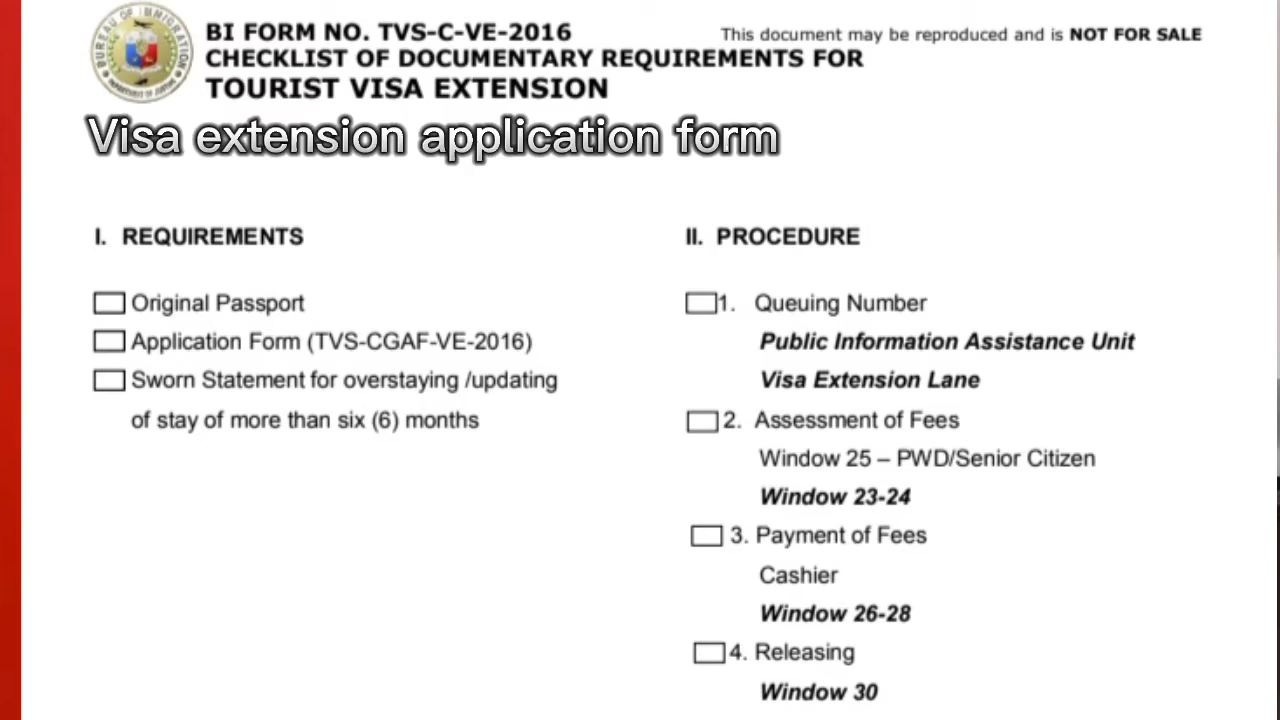 BI FORM NO. TVS-C-VE-2016
This document may be reproduced and is NOT FOR SALE
CHECKLIST OF DOCUMENTARY REQUIREMENTS FOR
TOURIST VISA EXTENSION
Visa extension application form
I. REQUIREMENTS
Original Passport
Application Form (TVS-CGAF-VE-2016)
Sworn Statement for overstaying /updating
of stay of more than six (6) months
II. PROCEDURE
1. Queuing Number
Public Information Assistance Unit
Visa Extension Lane
2. Assessment of Fees
Window 25 – PWD/Senior Citizen
Window 23-24
3. Payment of Fees
Cashier
Window 26-28
4. Releasing
Window 30
BUREAU OF IMMIGRATION